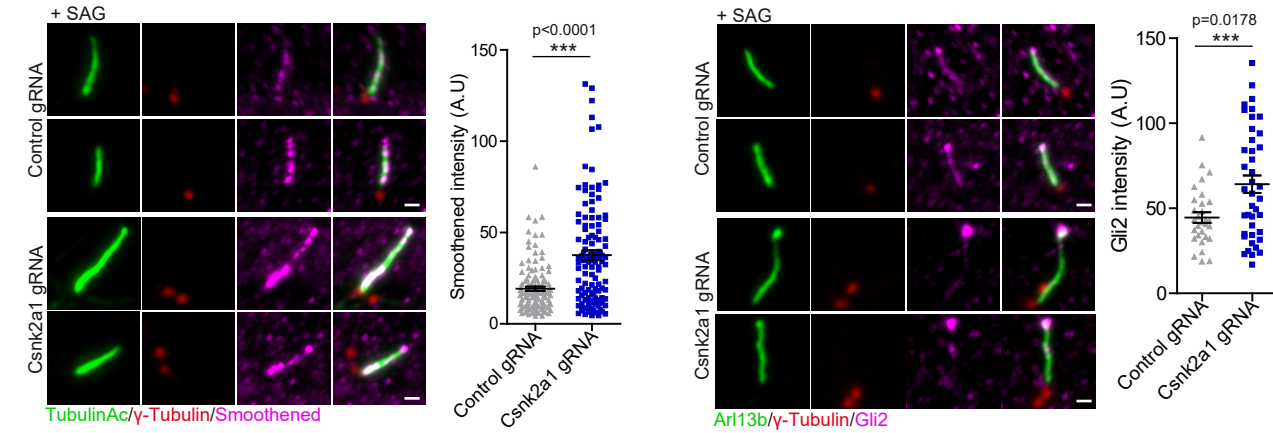 + SAG
Control gRNA
Csnk2a1 gRNA
TubulinAc/γ-Tubulin/Smoothened
p<0.0001
***
Smoothened intensity (A.U)
150
100
50
0
Control gRNA
Csnk2a1 gRNA
+ SAG
Control gRNA
Csnk2a1 gRNA
Arl13b/γ-Tubulin/Gli2
p=0.0178
***
Gli2 intensity (A.U)
150
100
50
0
Control gRNA
Csnk2a1 gRNA